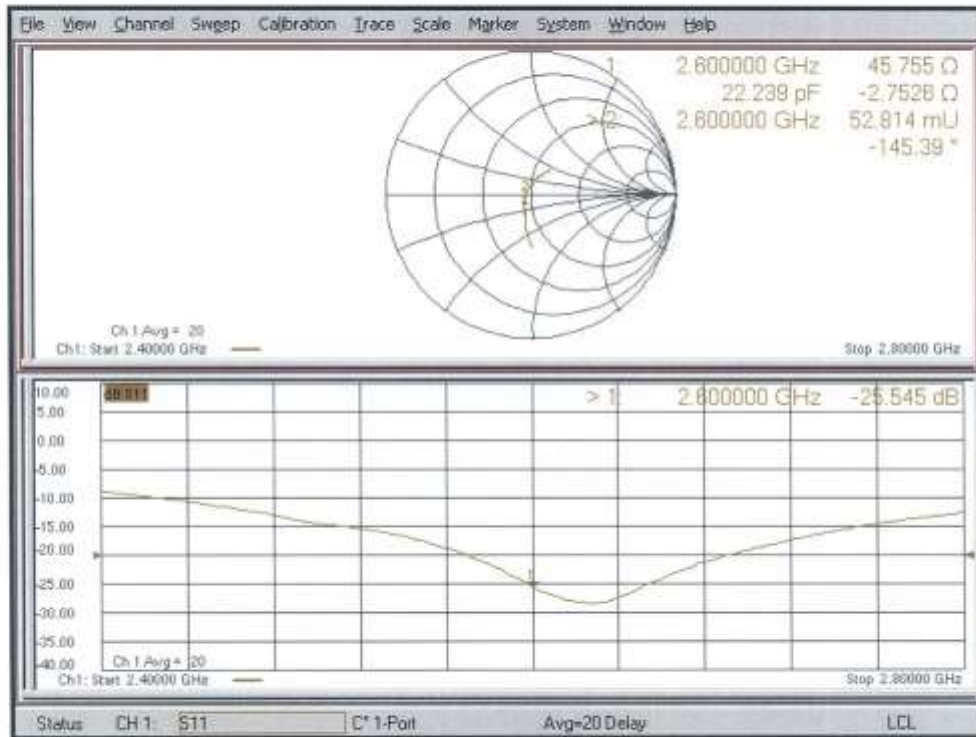 File View Channel Sweep Calibration Trace Scale Marker System Window Help
1: 2.600000 GHz 45.755 Ω
22.239 pF -2.7526 Ω
> 2: 2.600000 GHz 52.814 mU
-145.39 °
Ch 1 Avg = 20
Ch1: Start 2.40000 GHz Stop 2.80000 GHz
10.00 > 1: 2.600000 GHz -25.545 dB
5.00
0.00
-5.00
-10.00
-15.00
-20.00
-25.00
1
-30.00
-35.00
-40.00 Ch 1 Avg = 20
Ch1: Start 2.40000 GHz Stop 2.80000 GHz
Status CH 1: S11 C* 1-Port Avg=20 Delay LCL